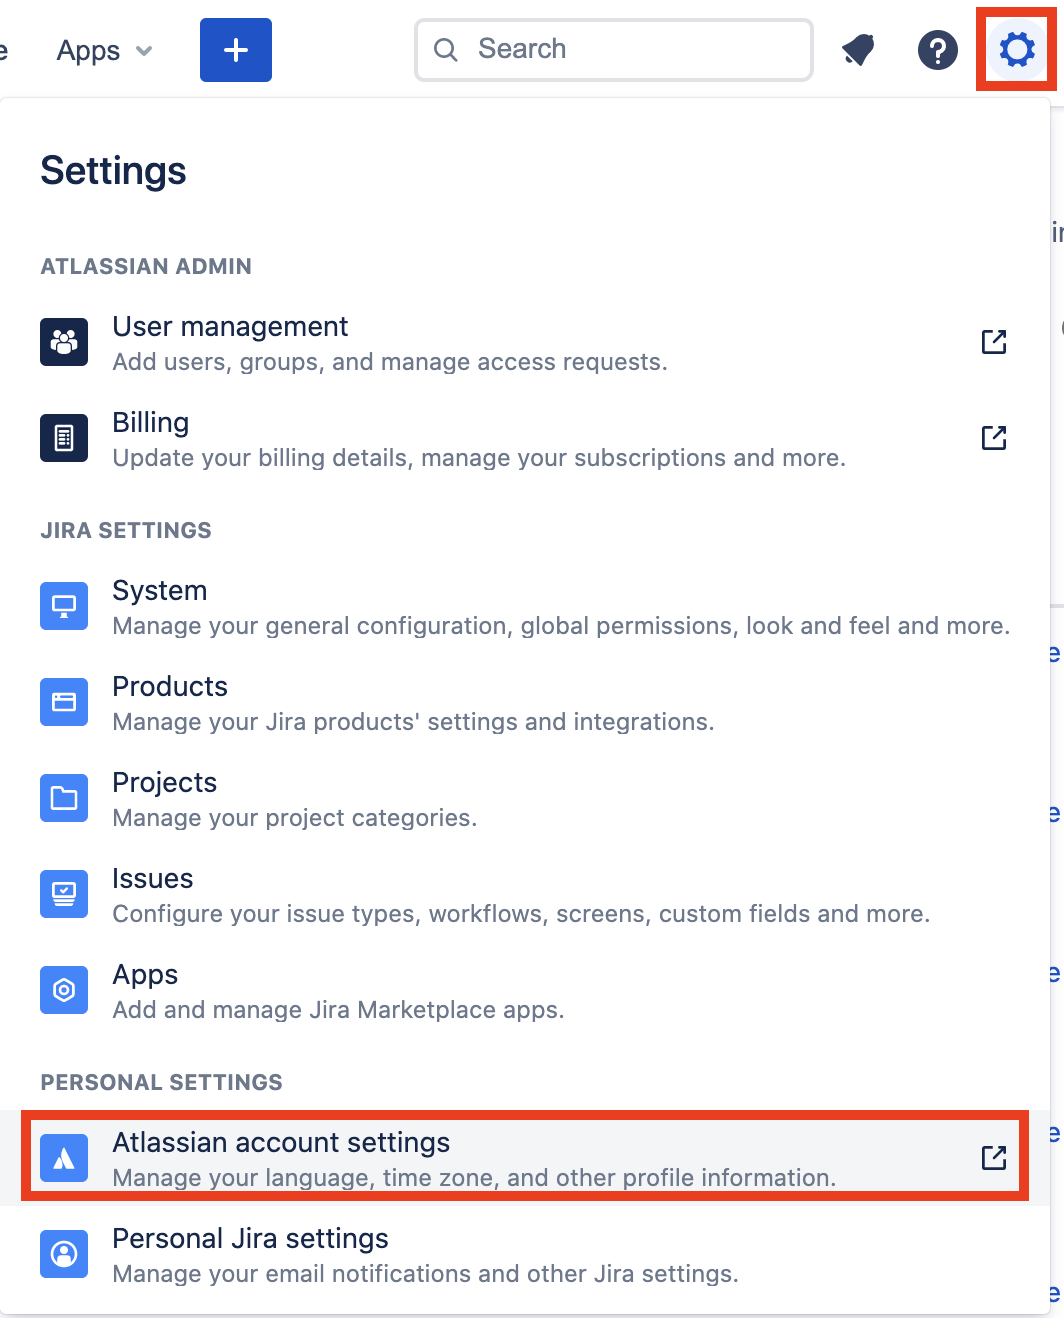 Apps
Search
Settings
ATLASSIAN ADMIN
User management
Add users, groups, and manage access requests.
Billing
Update your billing details, manage your subscriptions and more.
JIRA SETTINGS
System
Manage your general configuration, global permissions, look and feel and more.
Products
Manage your Jira products' settings and integrations.
Projects
Manage your project categories.
Issues
Configure your issue types, workflows, screens, custom fields and more.
Apps
Add and manage Jira Marketplace apps.
PERSONAL SETTINGS
Atlassian account settings
Manage your language, time zone, and other profile information.
Personal Jira settings
Manage your email notifications and other Jira settings.